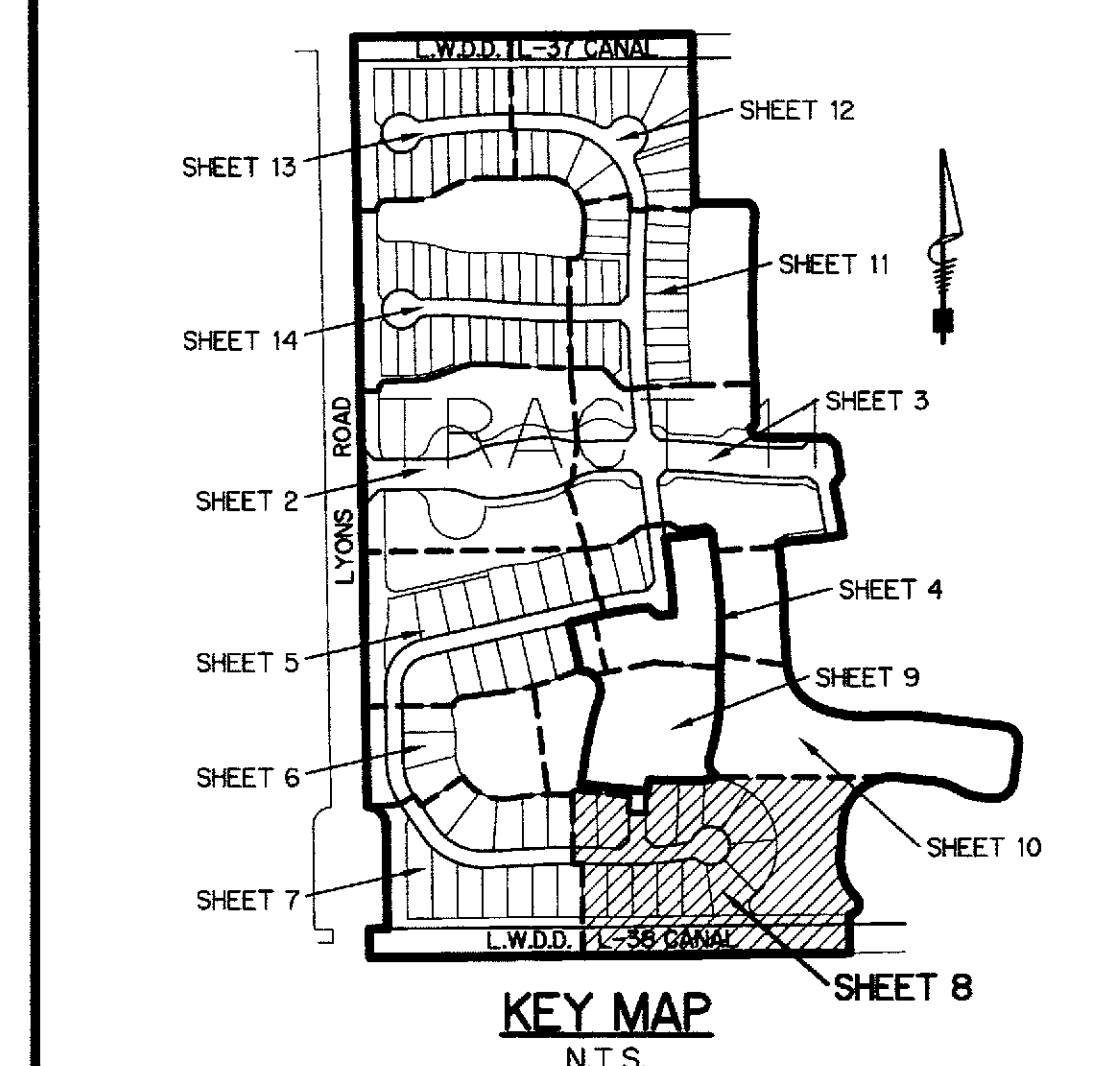 L.W.D.D. L-37 CANAL
SHEET 12
SHEET 13
SHEET 11
SHEET 14
SHEET 3
TRACT
LYONS ROAD
SHEET 2
SHEET 4
SHEET 5
SHEET 9
SHEET 6
SHEET 10
SHEET 7
L.W.D.D. L-38 CANAL
SHEET 8
KEY MAP
N.T.S.